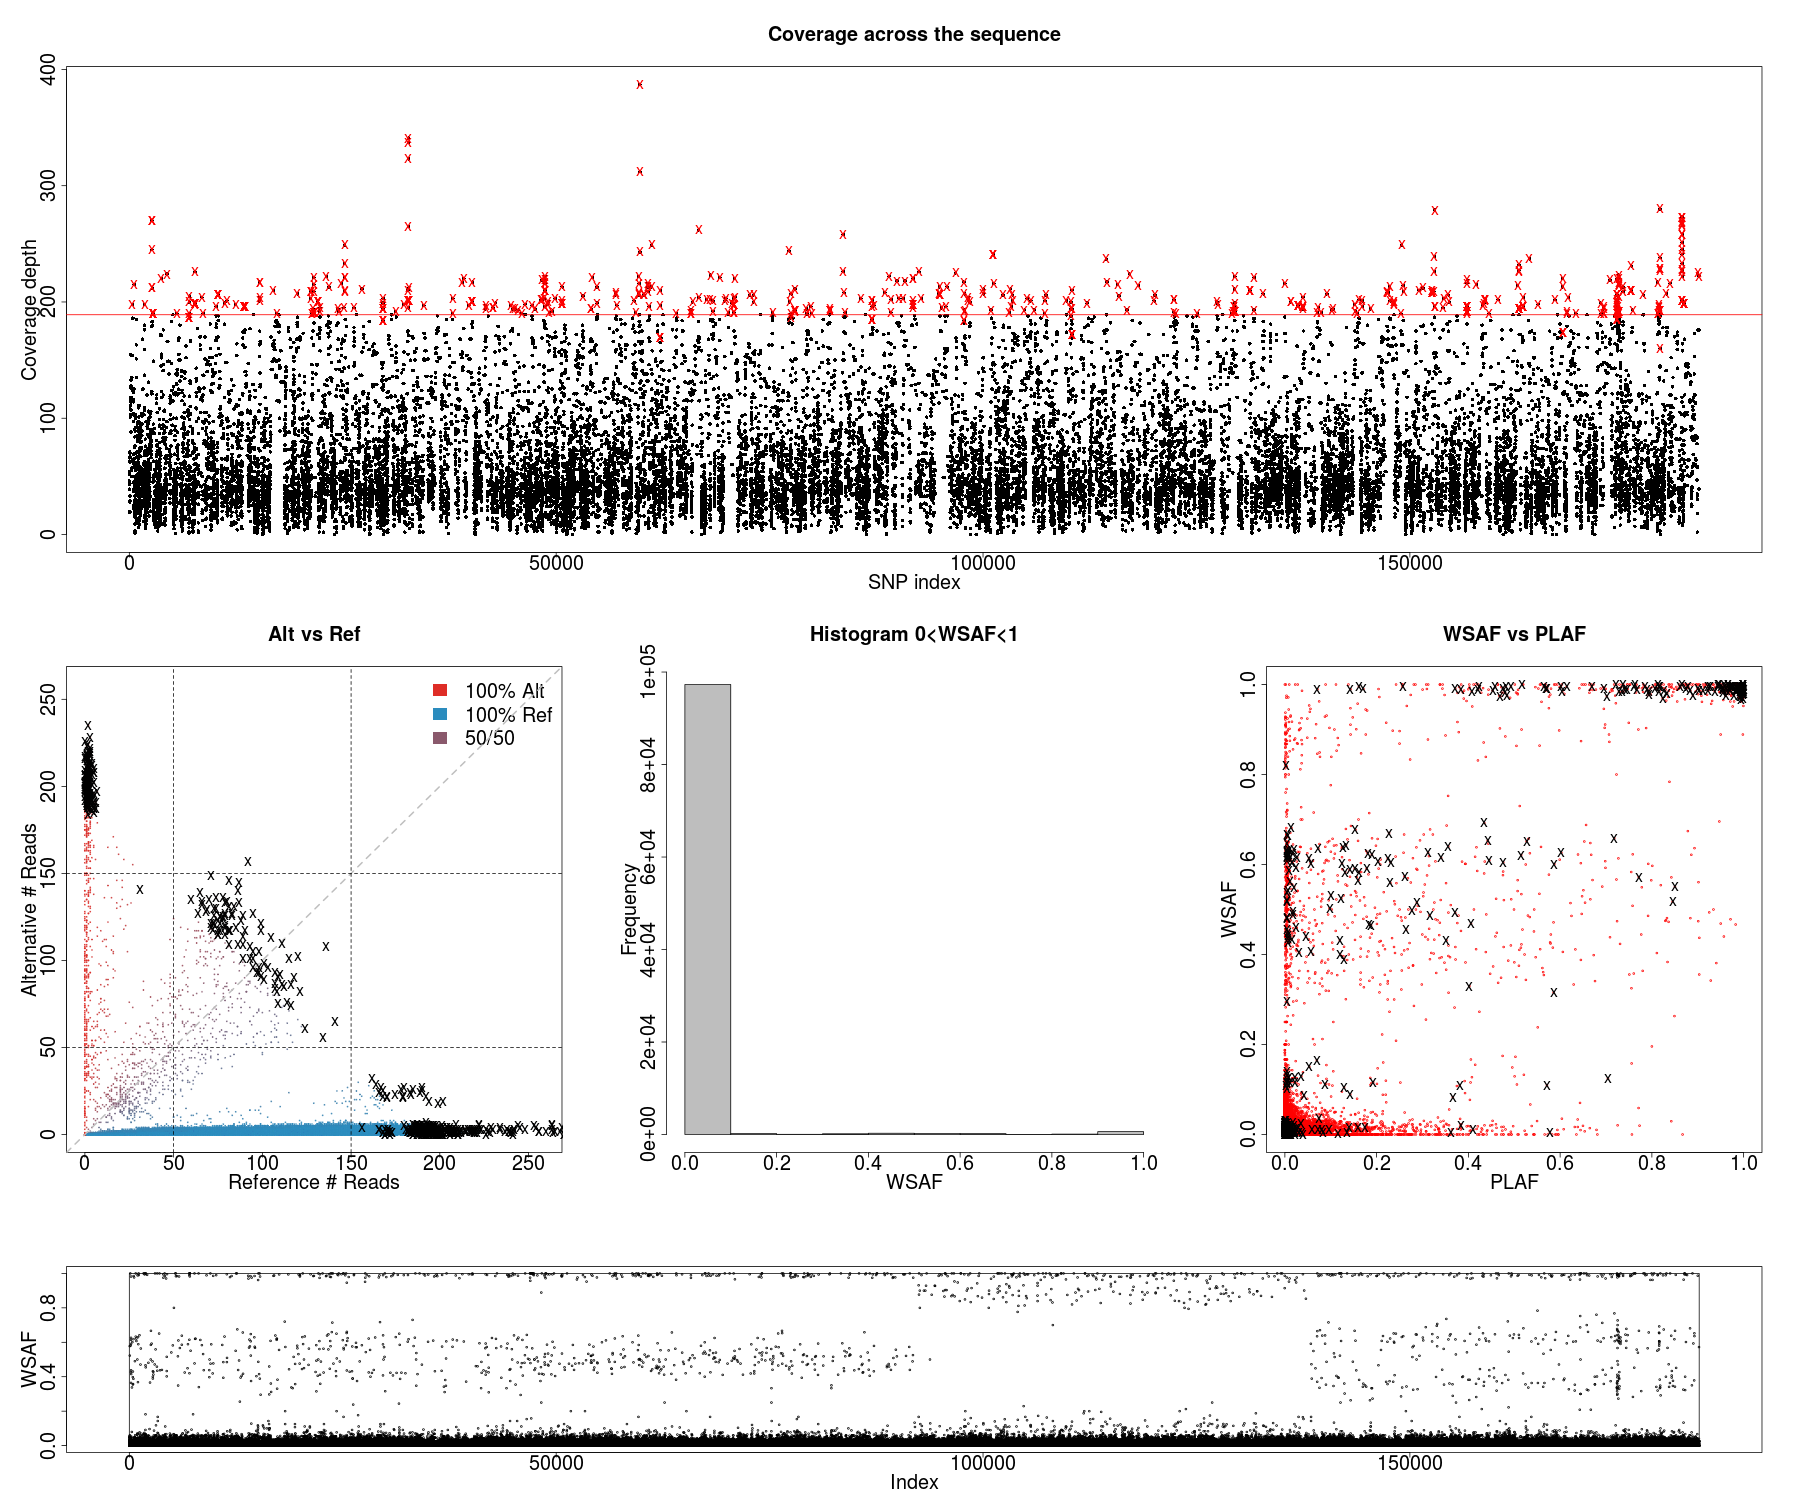 Coverage across the sequence
Coverage depth
400
300
200
100
0
0 50000 100000 150000
SNP index
Alt vs Ref
Alternative # Reads
250
200
150
100
50
0
100% Alt
100% Ref
50/50
0 50 100 150 200 250
Reference # Reads
Histogram 0<WSAF<1
Frequency
1e+05
8e+04
6e+04
4e+04
2e+04
0e+00
0.0 0.2 0.4 0.6 0.8 1.0
WSAF
WSAF vs PLAF
WSAF
1.0
0.8
0.6
0.4
0.2
0.0
0.0 0.2 0.4 0.6 0.8 1.0
PLAF
WSAF
0.8
0.4
0.0
0 50000 100000 150000
Index